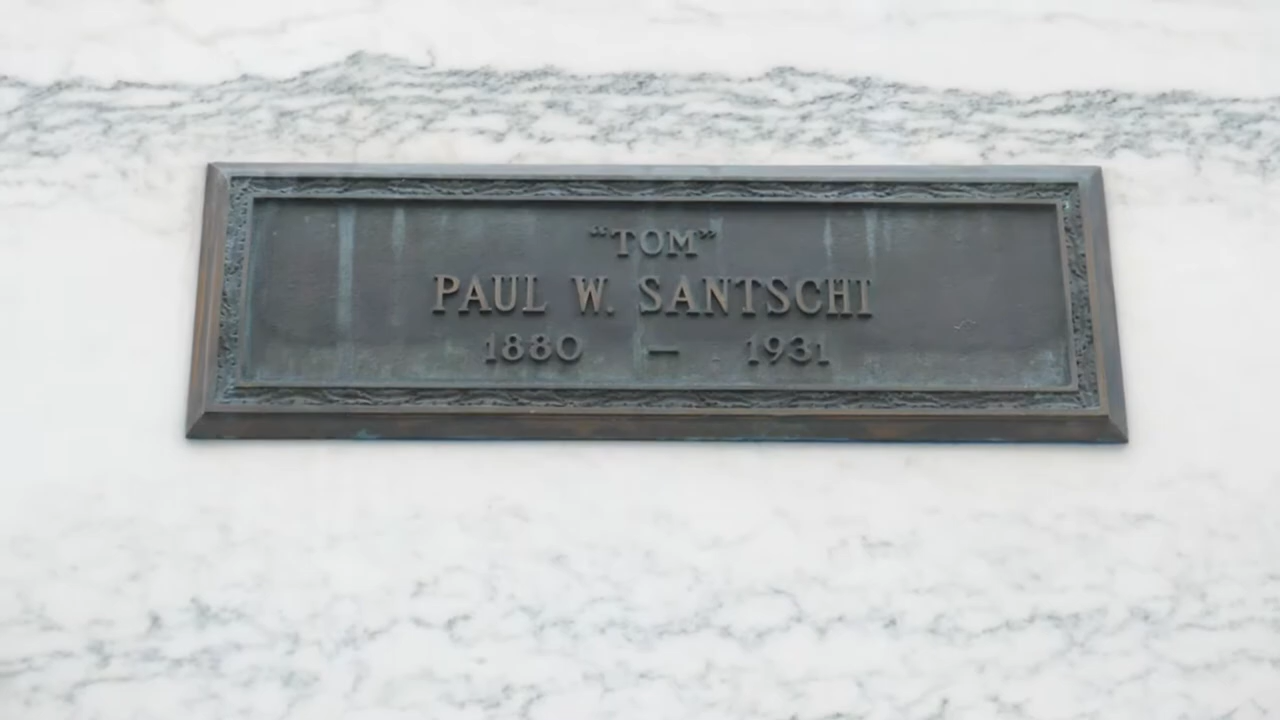 “TOM”
PAUL W. SANTSCHI
1880 — 1931